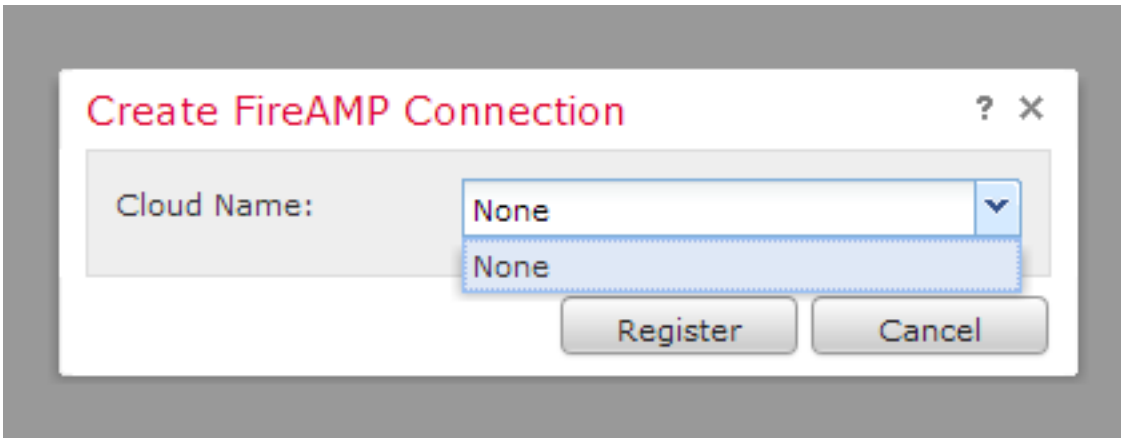 Create FireAMP Connection ? ×
Cloud Name: None
None
Register Cancel